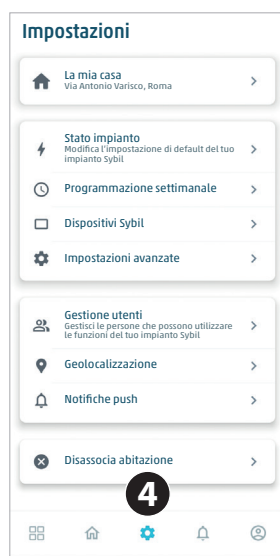 Impostazioni
La mia casa
Via Antonio Varisco, Roma
Stato impianto
Modifica l'impostazione di default del tuo
impianto Sybil
Programmazione settimanale
Dispositivi Sybil
Impostazioni avanzate
Gestione utenti
Gestisci le persone che possono utilizzare
le funzioni del tuo impianto Sybil
Geolocalizzazione
Notifiche push
Disassocia abitazione
4